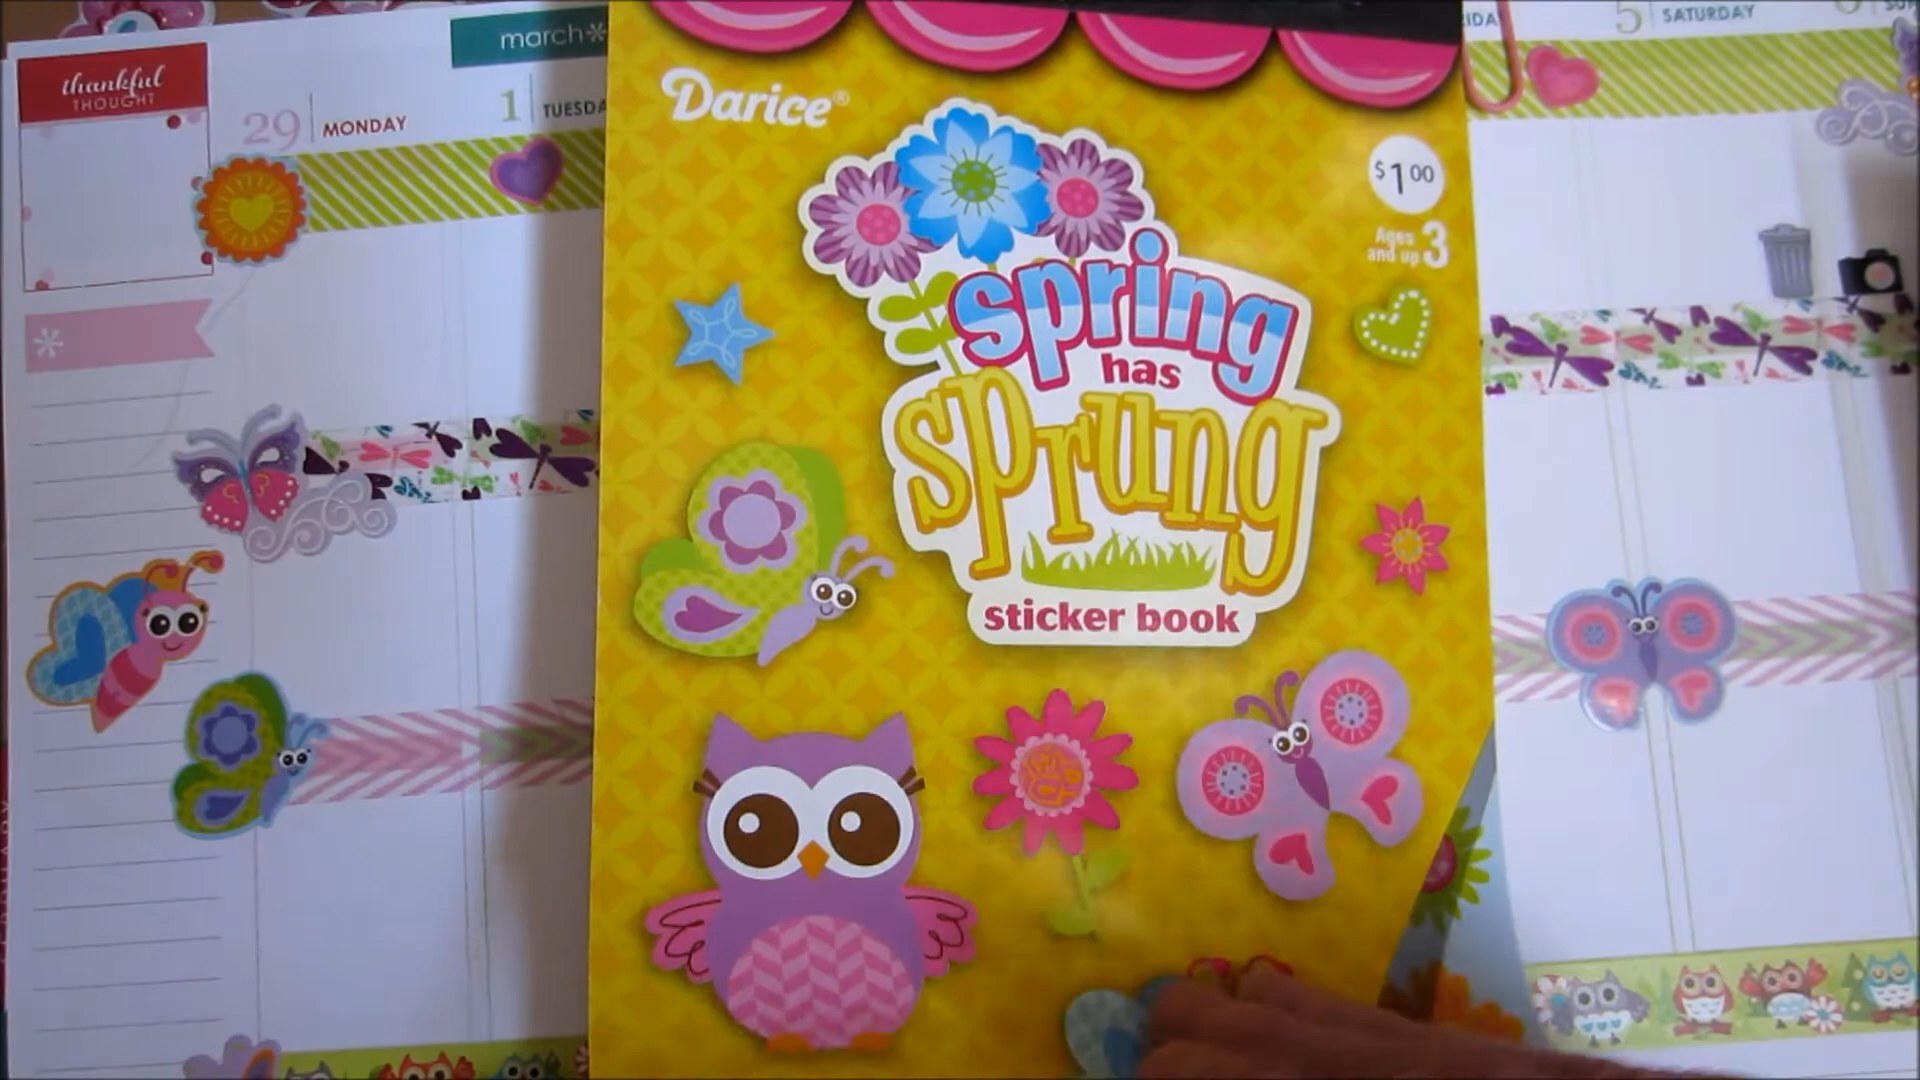 march*
thankful
THOUGHT
29 MONDAY
1 TUESDA
Darice®
$1.00
Ages
and up 3
spring
has
sprung
sticker book
RIDA
5 SATURDAY